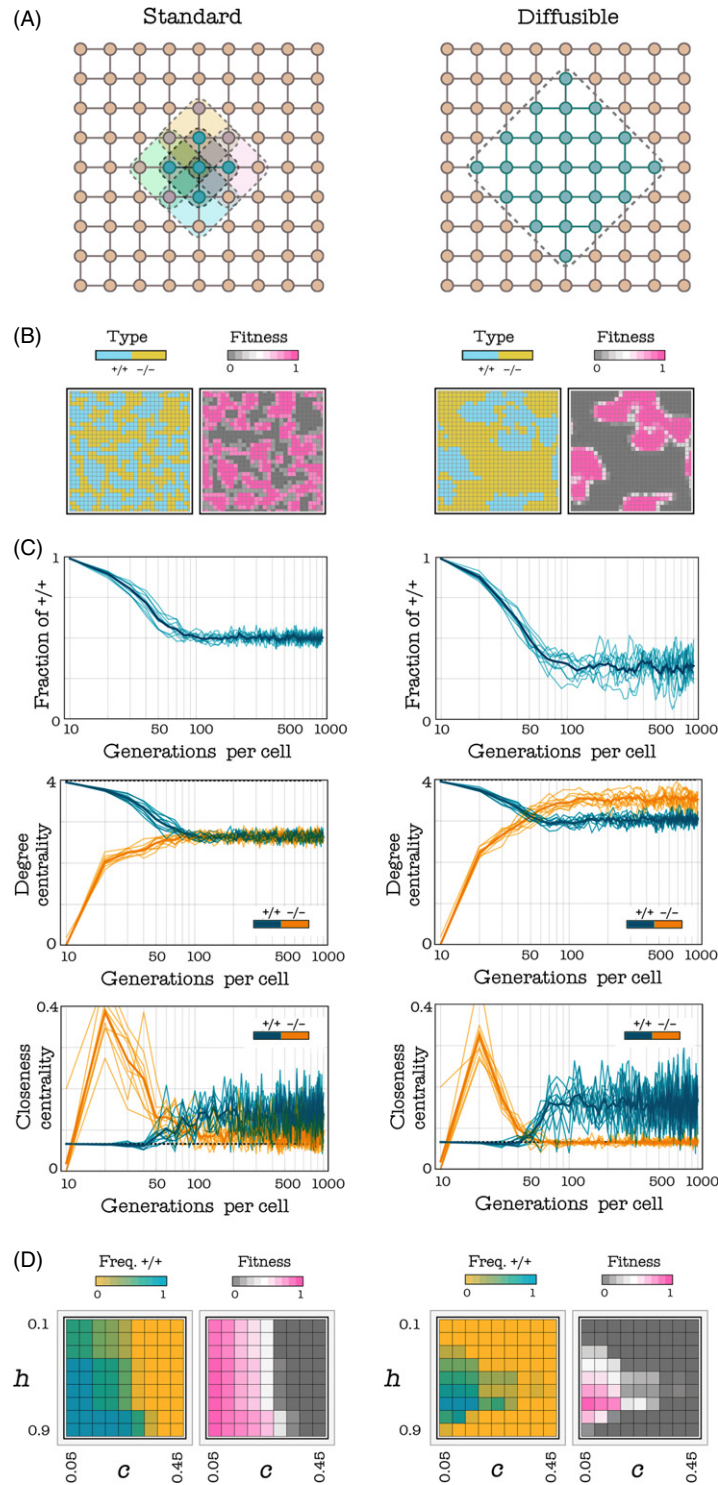 (A)
Standard
Diffusible
(B)
Type
Fitness
Type
Fitness
+/+ −/−
0 1
+/+ −/−
0 1
(C)
1
Fraction of +/+
0
10 50 100 500 1000
Generations per cell
1
Fraction of +/+
0
10 50 100 500 1000
Generations per cell
4
Degree centrality
+/+ −/−
0
10 50 100 500 1000
Generations per cell
4
Degree centrality
+/+ −/−
0
10 50 100 500 1000
Generations per cell
0.4
+/+ −/−
Closeness centrality
0
10 50 100 500 1000
Generations per cell
0.4
+/+ −/−
Closeness centrality
0
10 50 100 500 1000
Generations per cell
(D)
Freq. +/+
Fitness
Freq. +/+
Fitness
0 1
0 1
0 1
0 1
0.1
h
0.9
0.05 c 0.45
0.05 c 0.45
0.1
h
0.9
0.05 c 0.45
0.05 c 0.45